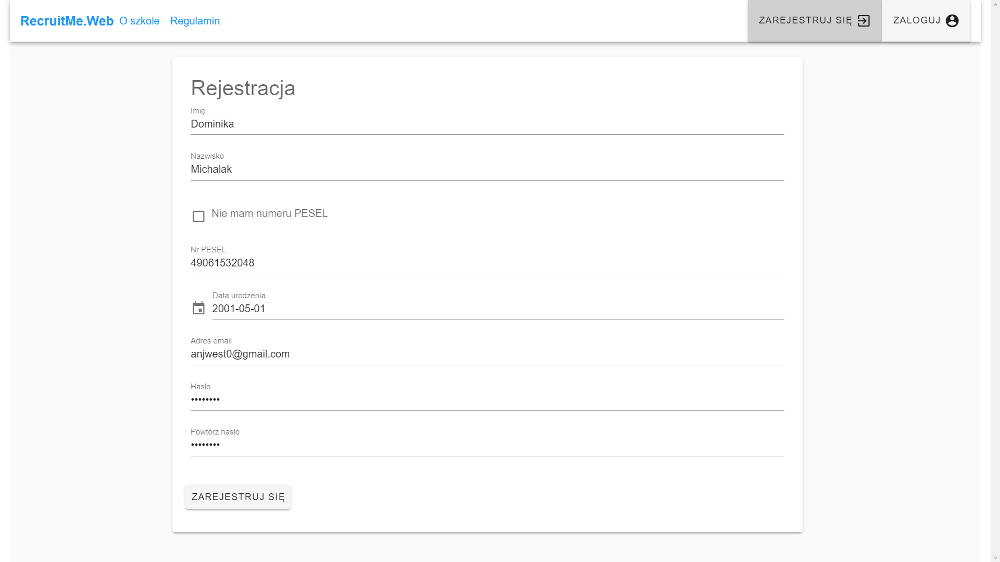 RecruitMe.Web O szkole Regulamin ZAREJESTRUJ SIĘ ZALOGUJ
Rejestracja
Imię
Dominika
Nazwisko
Michalak
Nie mam numeru PESEL
Nr PESEL
49061532048
Data urodzenia
2001-05-01
Adres email
anjwest0@gmail.com
Hasło
••••••••
Powtórz hasło
••••••••
ZAREJESTRUJ SIĘ